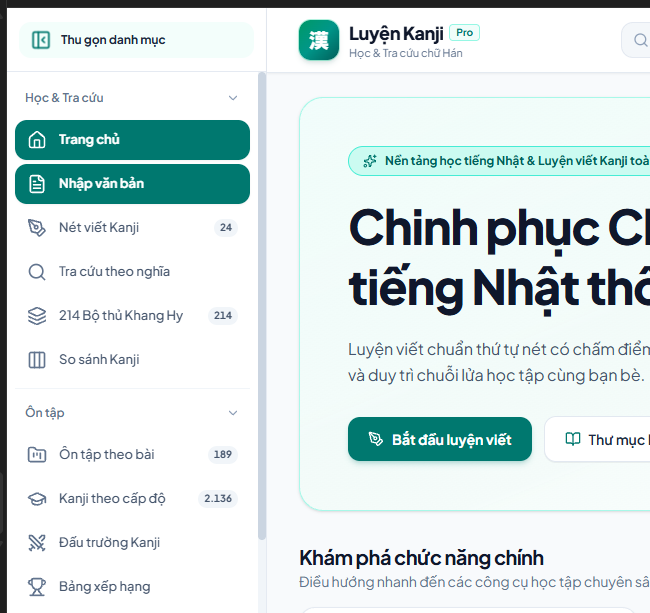 Thu gọn danh mục
Học & Tra cứu
Trang chủ
Nhập văn bản
Nét viết Kanji 24
Tra cứu theo nghĩa
214 Bộ thủ Khang Hy 214
So sánh Kanji
Ôn tập
Ôn tập theo bài 189
Kanji theo cấp độ 2.136
Đấu trường Kanji
Bảng xếp hạng
漢
Luyện Kanji Pro
Học & Tra cứu chữ Hán
Nền tảng học tiếng Nhật & Luyện viết Kanji toà
Chinh phục C
tiếng Nhật thô
Luyện viết chuẩn thứ tự nét có chấm điểm
và duy trì chuỗi lửa học tập cùng bạn bè.
Bắt đầu luyện viết
Thư mục
Khám phá chức năng chính
Điều hướng nhanh đến các công cụ học tập chuyên sâ